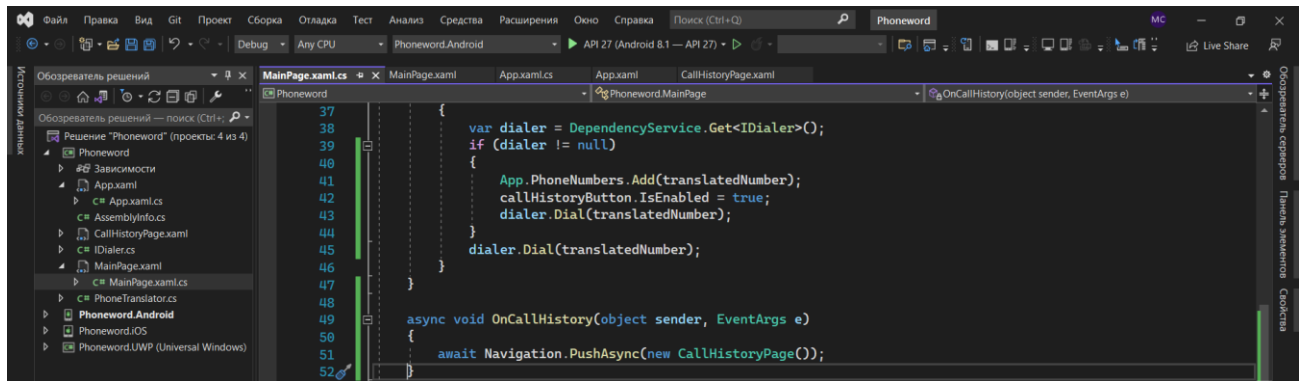 Файл Правка Вид Git Проект Сборка Отладка Тест Анализ Средства Расширения Окно Справка Поиск (Ctrl+Q) Phoneword МС
Debug Any CPU Phoneword.Android API 27 (Android 8.1 — API 27) Live Share
Источники данных
Обозреватель решений
Обозреватель решений — поиск (Ctrl+;
Решение "Phoneword" (проекты: 4 из 4)
Phoneword
Зависимости
App.xaml
C# App.xaml.cs
C# AssemblyInfo.cs
CallHistoryPage.xaml
C# IDialer.cs
MainPage.xaml
C# MainPage.xaml.cs
C# PhoneTranslator.cs
Phoneword.Android
Phoneword.iOS
Phoneword.UWP (Universal Windows)
MainPage.xaml.cs MainPage.xaml App.xaml.cs App.xaml CallHistoryPage.xaml
Phoneword Phoneword.MainPage OnCallHistory(object sender, EventArgs e)
37 {
38 var dialer = DependencyService.Get<IDialer>();
39 if (dialer != null)
40 {
41 App.PhoneNumbers.Add(translatedNumber);
42 callHistoryButton.IsEnabled = true;
43 dialer.Dial(translatedNumber);
44 }
45 dialer.Dial(translatedNumber);
46 }
47 }
48
49 async void OnCallHistory(object sender, EventArgs e)
50 {
51 await Navigation.PushAsync(new CallHistoryPage());
52 }
Обозреватель серверов
Панель элементов
Свойства